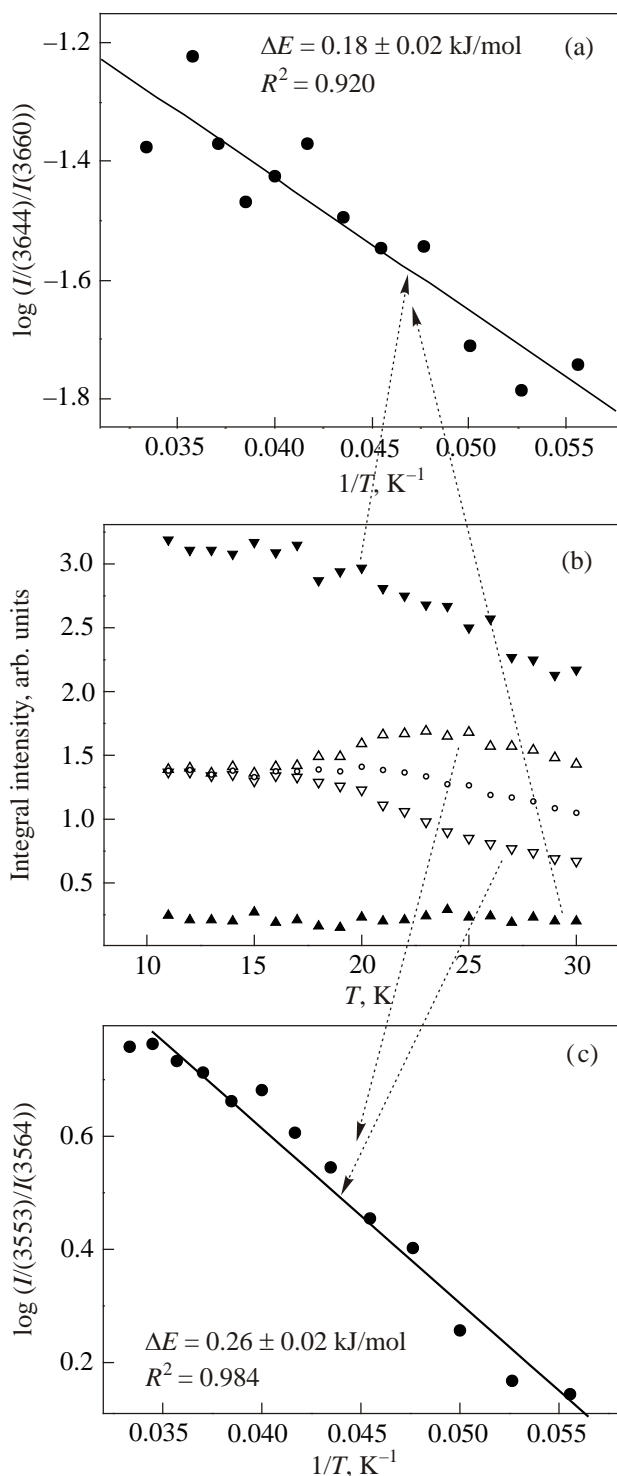 −1.2
ΔE = 0.18 ± 0.02 kJ/mol
(a)
R² = 0.920
−1.4
−1.6
−1.8
log (I/(3644)/I(3660))
0.035 0.040 0.045 0.050 0.055
1/T, K⁻¹
(b)
3.0
2.5
2.0
1.5
1.0
0.5
Integral intensity, arb. units
10 15 20 25 30
T, K
(c)
0.6
0.4
0.2
log (I/(3553)/I(3564))
ΔE = 0.26 ± 0.02 kJ/mol
R² = 0.984
0.035 0.040 0.045 0.050 0.055
1/T, K⁻¹